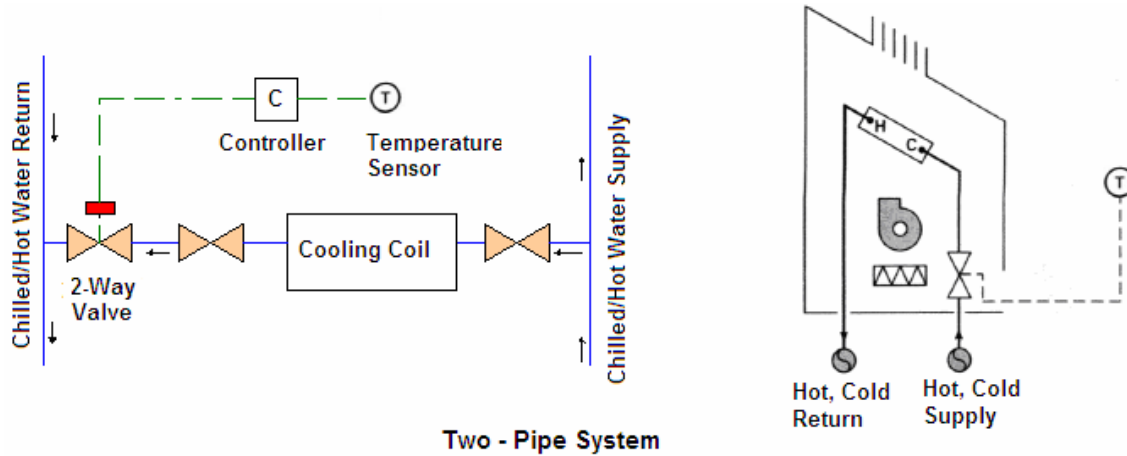 Chilled/Hot Water Return
C
Controller
T
Temperature
Sensor
Cooling Coil
2-Way
Valve
Chilled/Hot Water Supply
H
C
T
Hot, Cold
Return
Hot, Cold
Supply
Two - Pipe System